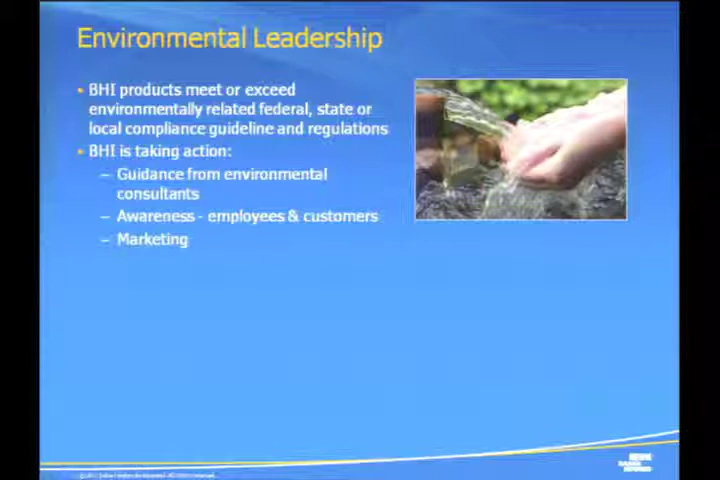 Environmental Leadership
• BHI products meet or exceed
environmentally related federal, state or
local compliance guideline and regulations
• BHI is taking action:
– Guidance from environmental
consultants
– Awareness - employees & customers
– Marketing